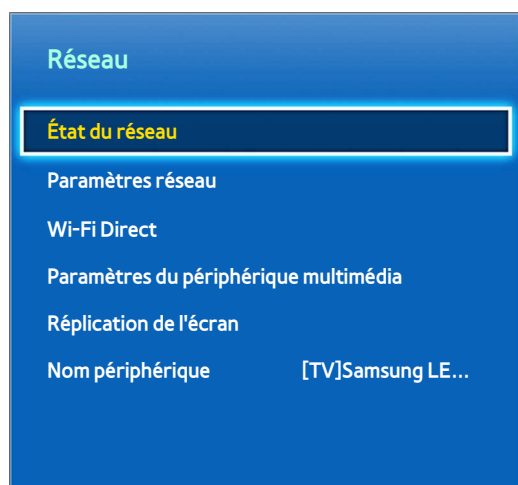 Réseau
État du réseau
Paramètres réseau
Wi-Fi Direct
Paramètres du périphérique multimédia
Réplication de l'écran
Nom périphérique [TV]Samsung LE...